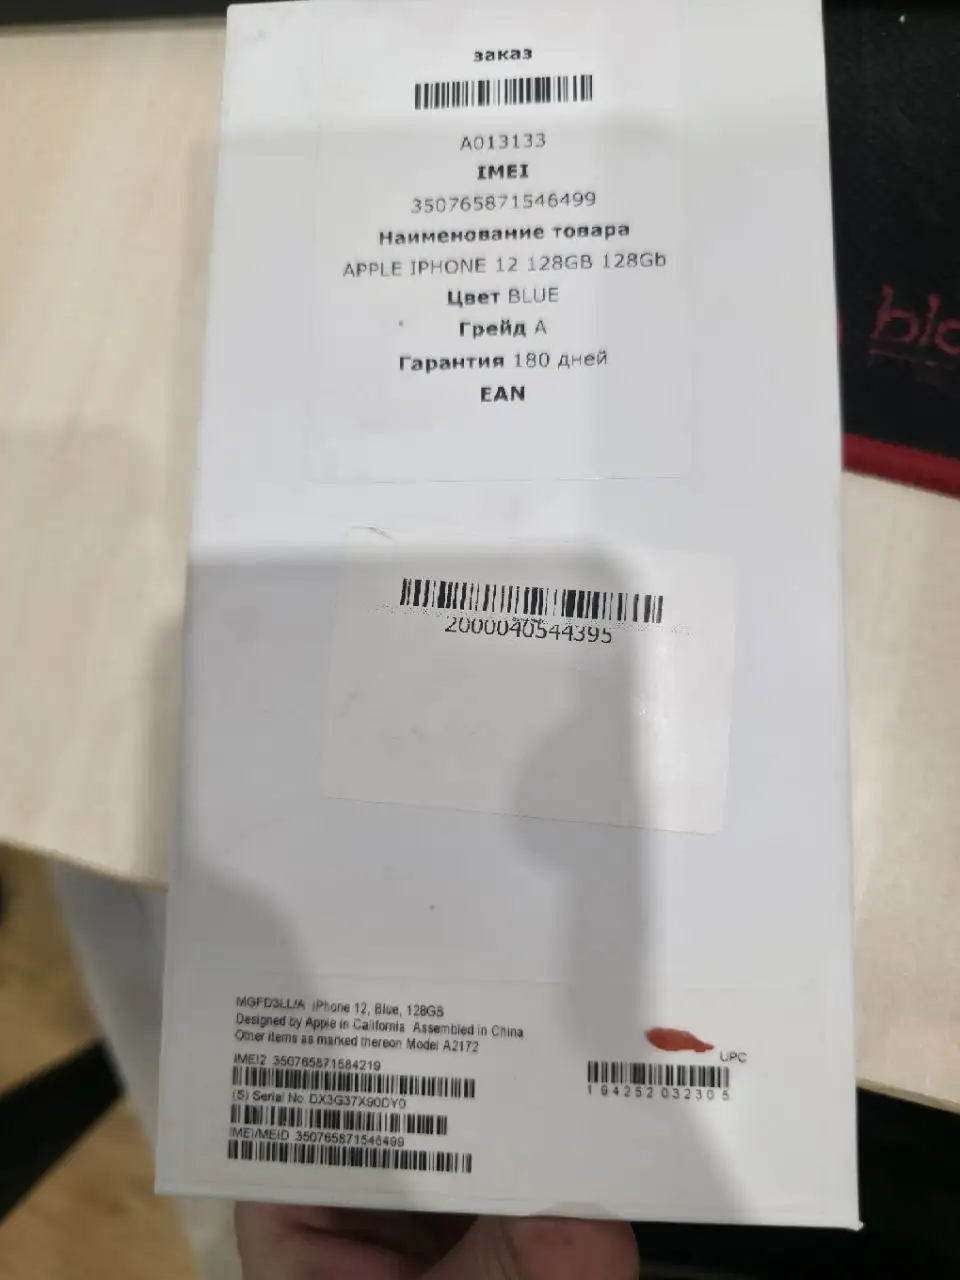 заказ
A013133
IMEI
350765871546499
Наименование товара
APPLE IPHONE 12 128GB 128Gb
Цвет BLUE
Грейд A
Гарантия 180 дней
EAN
2000040544395
MGFD3LL/A iPhone 12, Blue, 128GB
Designed by Apple in California Assembled in China
Other items as marked thereon Model A2172
IMEI2 350765871584219
(S) Serial No. DX3G37X90DY0
IMEI/MEID 350765871546499
UPC
194252032305